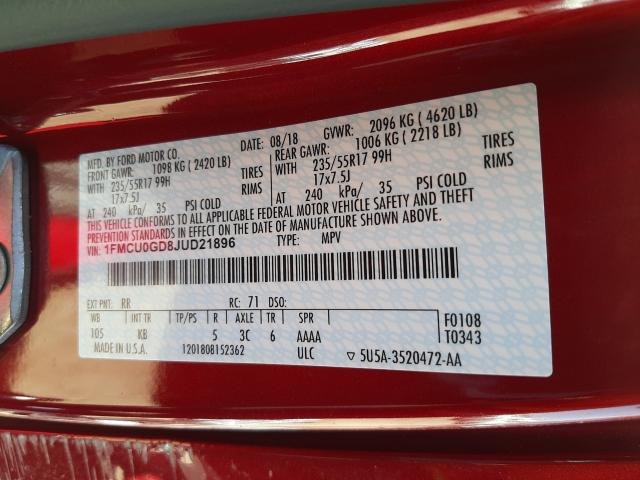 MFD. BY FORD MOTOR CO.
DATE: 08/18 GVWR: 2096 KG ( 4620 LB)
FRONT GAWR: 1098 KG ( 2420 LB) REAR GAWR: 1006 KG ( 2218 LB)
WITH 235/55R17 99H TIRES WITH 235/55R17 99H TIRES
17x7.5J RIMS 17x7.5J RIMS
AT 240 kPa/ 35 PSI COLD AT 240 kPa/ 35 PSI COLD
THIS VEHICLE CONFORMS TO ALL APPLICABLE FEDERAL MOTOR VEHICLE SAFETY AND THEFT
PREVENTION STANDARDS IN EFFECT ON THE DATE OF MANUFACTURE SHOWN ABOVE.
VIN: 1FMCU0GD8JUD21896 TYPE: MPV
EXT PNT: RR RC: 71 DSO:
WB INT TR TP/PS R AXLE TR SPR F0108
105 KB 5 3C 6 AAAA T0343
MADE IN U.S.A. 1201808152362 ULC ▽ 5U5A-3520472-AA